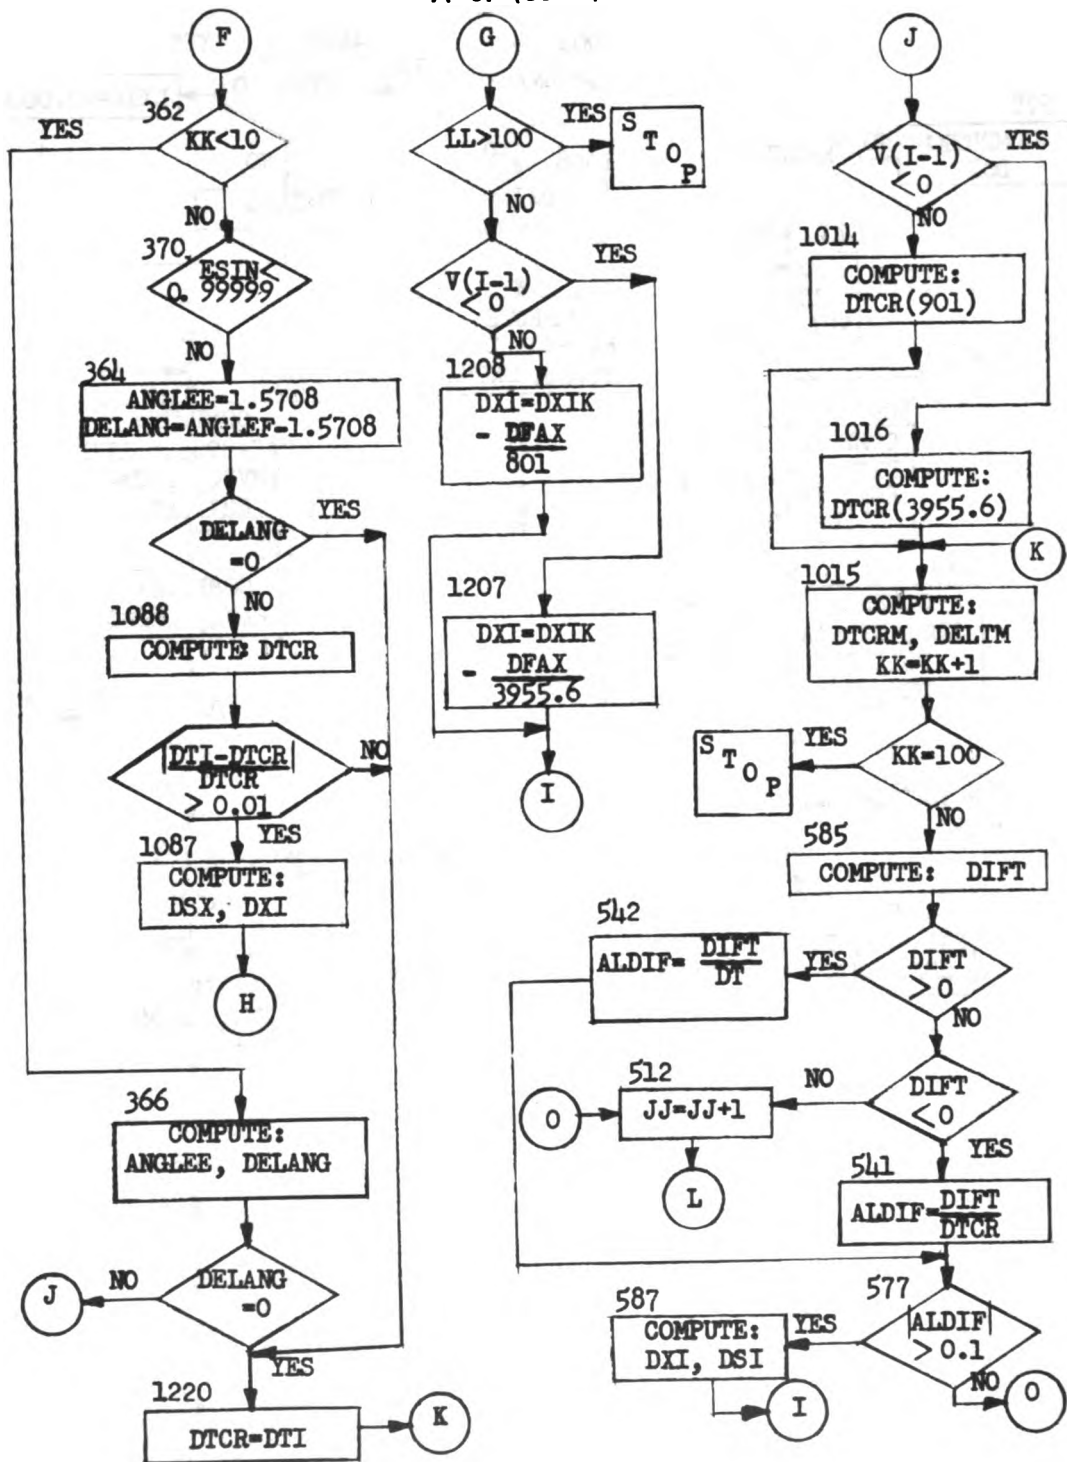 F
362
KK<10
YES
NO
370.
ESIN<
0.99999
NO
364
ANGLEE=1.5708
DELANG=ANGLEF-1.5708
DELANG
=0
YES
NO
1088
COMPUTE: DTCR
|DTI-DTCR|
DTCR
> 0.01
NO
YES
1087
COMPUTE:
DSX, DXI
H
366
COMPUTE:
ANGLEE, DELANG
DELANG
=0
NO
J
YES
1220
DTCR=DTI
K
G
LL>100
YES
STOP
NO
V(I-1)
<0
YES
NO
1208
DXI=DXIK
- DFAX
801
1207
DXI=DXIK
- DFAX
3955.6
I
J
V(I-1)
<0
YES
NO
1014
COMPUTE:
DTCR(901)
1016
COMPUTE:
DTCR(3955.6)
K
1015
COMPUTE:
DTCRM, DELTM
KK=KK+1
KK=100
YES
STOP
NO
585
COMPUTE: DIFT
DIFT
>0
YES
542
ALDIF= DIFT
DT
NO
DIFT
<0
NO
512
JJ=JJ+1
O
L
YES
541
ALDIF=DIFT
DTCR
577
|ALDIF|
>0.1
YES
587
COMPUTE:
DXI, DSI
I
NO
O